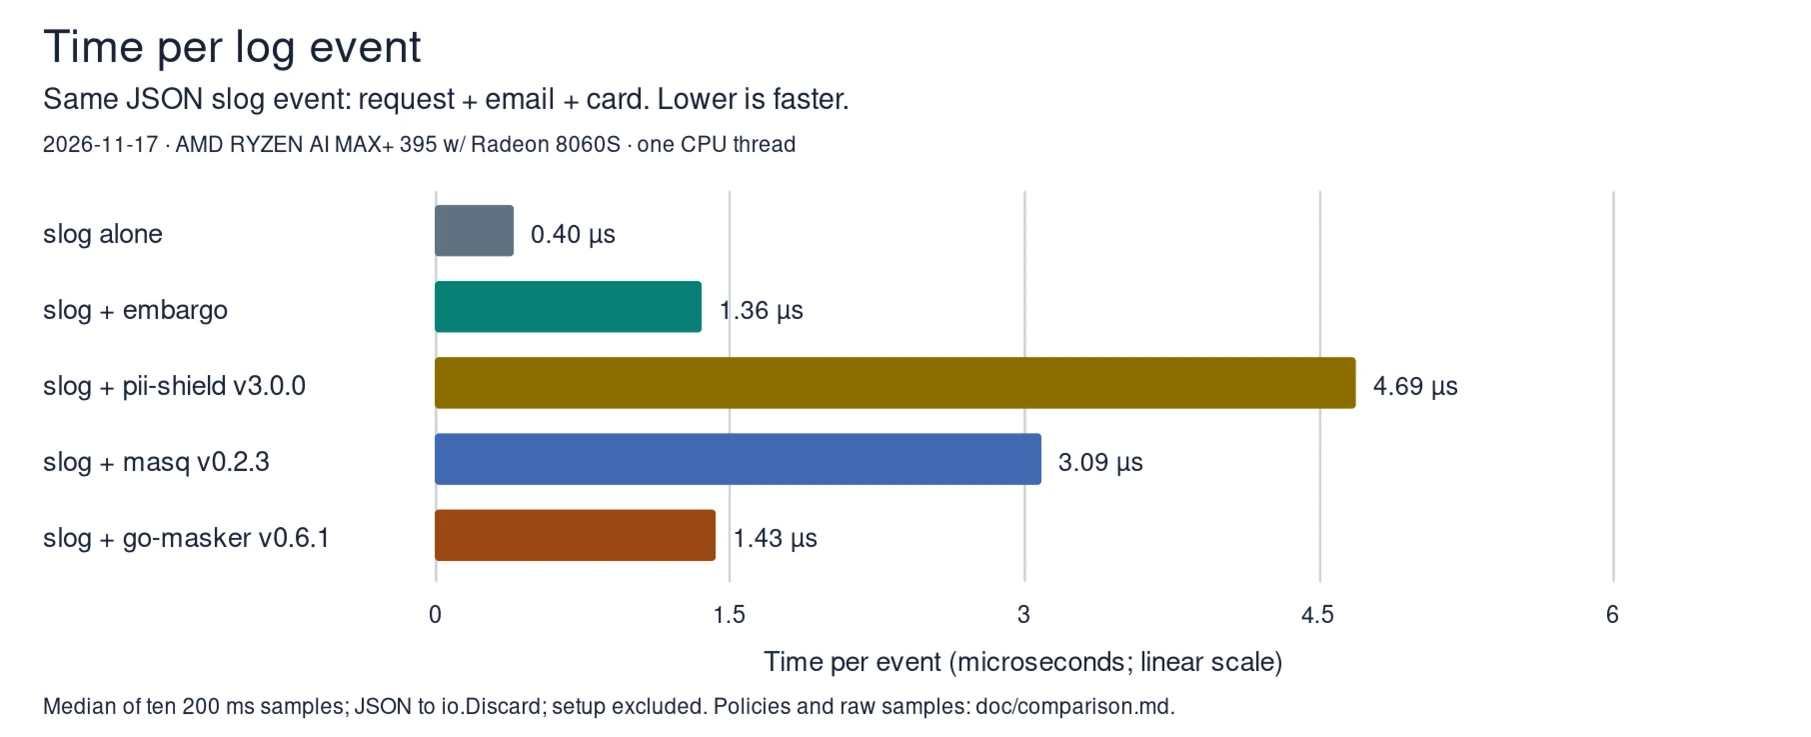 Time per log event
Same JSON slog event: request + email + card. Lower is faster.
2026-11-17 · AMD RYZEN AI MAX+ 395 w/ Radeon 8060S · one CPU thread
slog alone 0.40 µs
slog + embargo 1.36 µs
slog + pii-shield v3.0.0 4.69 µs
slog + masq v0.2.3 3.09 µs
slog + go-masker v0.6.1 1.43 µs
0 1.5 3 4.5 6
Time per event (microseconds; linear scale)
Median of ten 200 ms samples; JSON to io.Discard; setup excluded. Policies and raw samples: doc/comparison.md.